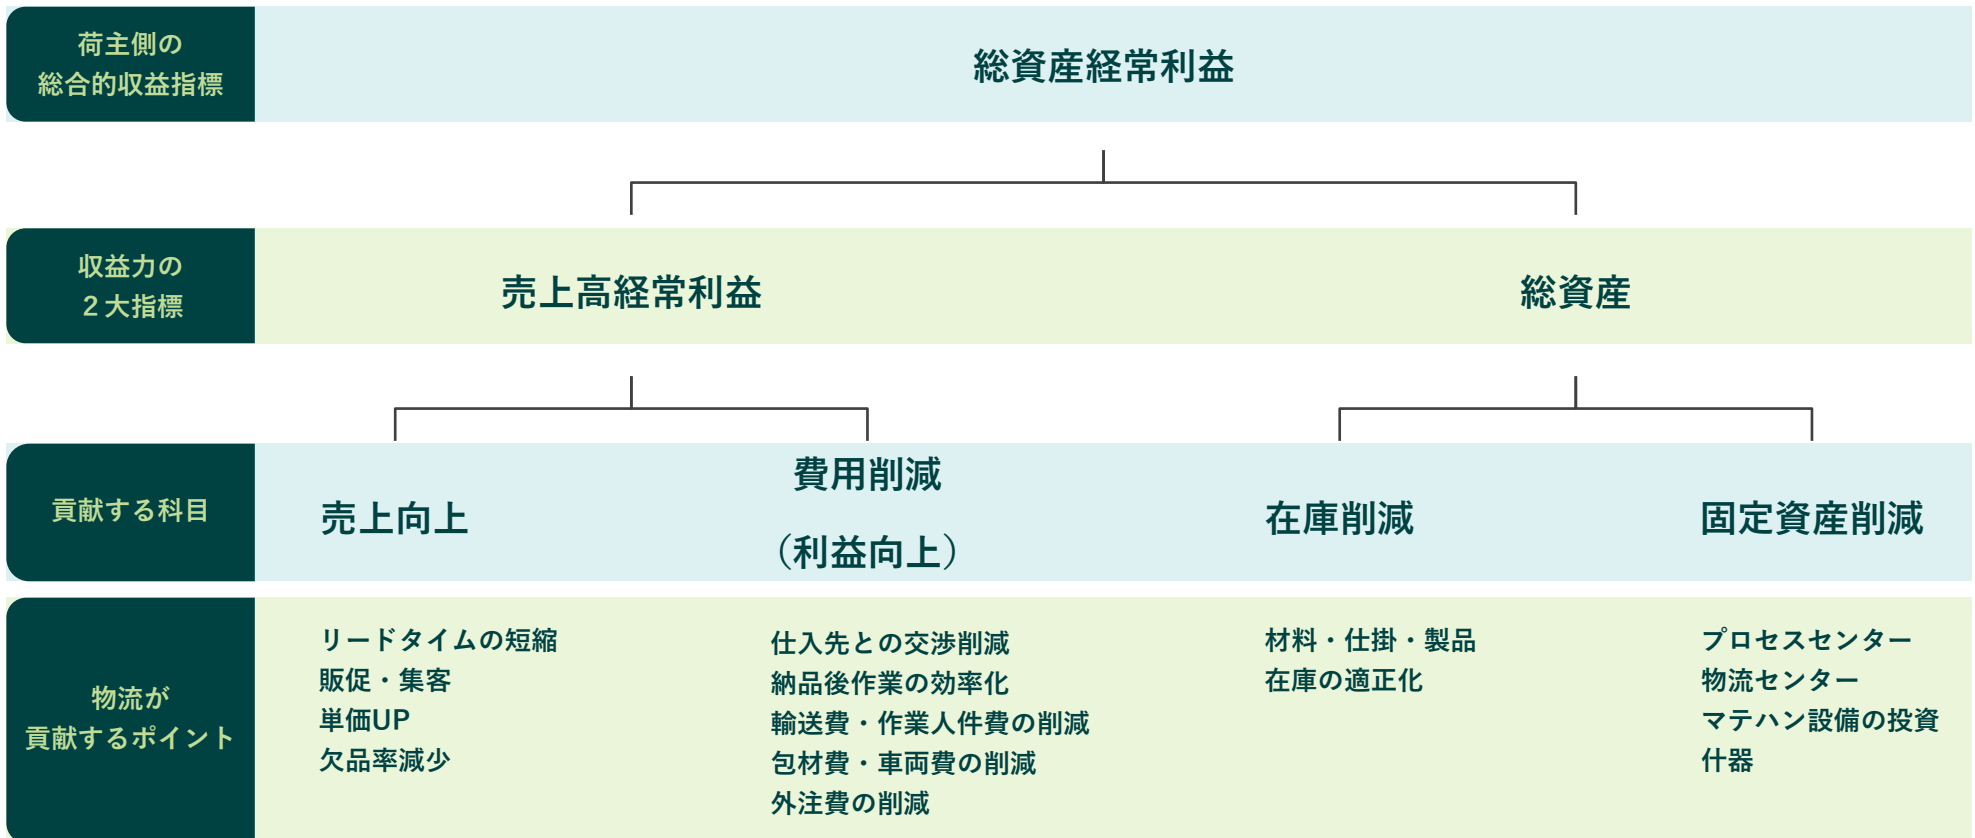 荷主側の
総合的収益指標
総資産経常利益
収益力の
２大指標
売上高経常利益
総資産
貢献する科目
売上向上
費用削減
（利益向上）
在庫削減
固定資産削減
物流が
貢献するポイント
リードタイムの短縮
販促・集客
単価UP
欠品率減少
仕入先との交渉削減
納品後作業の効率化
輸送費・作業人件費の削減
包材費・車両費の削減
外注費の削減
材料・仕掛・製品
在庫の適正化
プロセスセンター
物流センター
マテハン設備の投資
什器